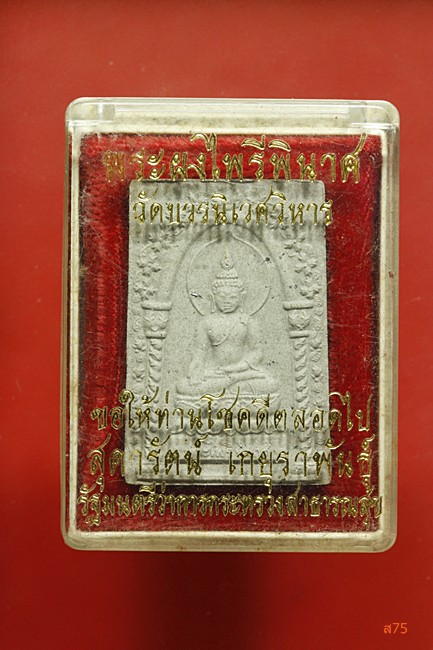 พระผงไพรีพินาศ
วัดบวรนิเวศวิหาร
ขอให้ท่านโชคดีตลอดไป
สุดารัตน์ เกยุราพันธุ์
รัฐมนตรีว่าการกระทรวงสาธารณสุข
ส75